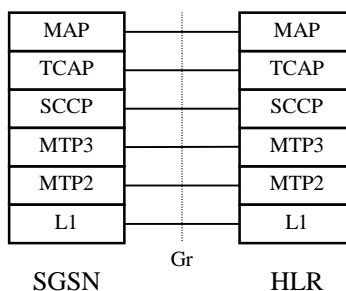 MAP MAP
TCAP TCAP
SCCP SCCP
MTP3 MTP3
MTP2 MTP2
L1 L1
Gr
SGSN HLR